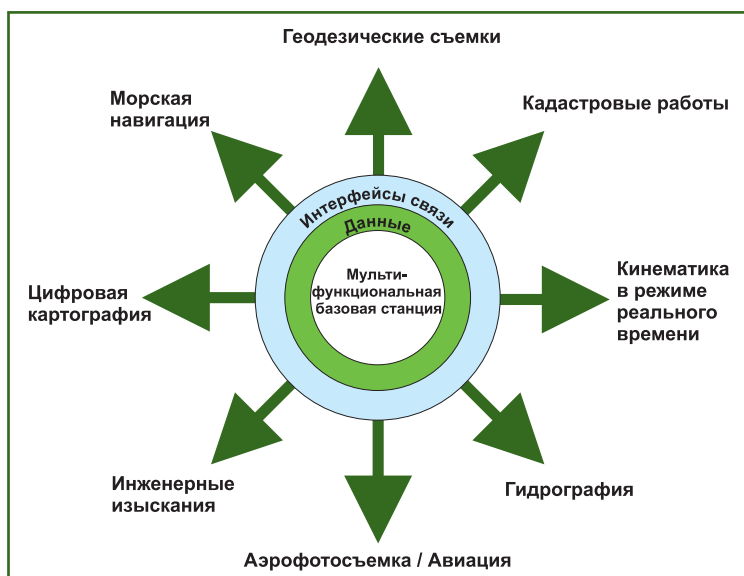 Геодезические съемки
Морская
навигация
Кадастровые работы
Интерфейсы связи
Данные
Мульти-
функциональная
базовая станция
Цифровая
картография
Кинематика
в режиме
реального
времени
Инженерные
изыскания
Гидрография
Аэрофотосъемка / Авиация